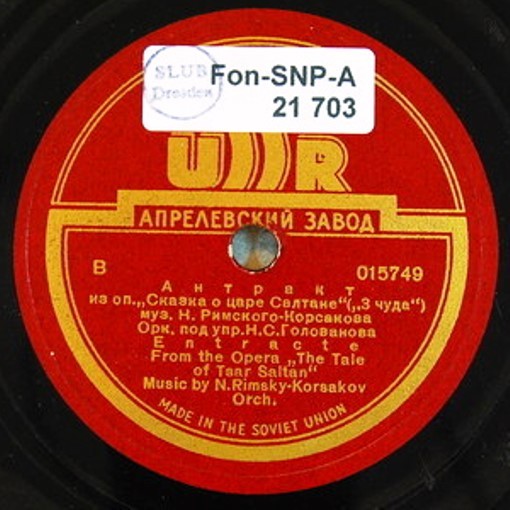 SLUB
Dresden
Fon-SNP-A
21 703
USSR
АПРЕЛЕВСКИЙ ЗАВОД
В
015749
Антракт
из оп. „Сказка о царе Салтане“ („3 чуда“)
муз. Н. Римского-Корсакова
Орк. под упр. Н.С.Голованова
Entracte
From the Opera „The Tale
of Tsar Saltan“
Music by N.Rimsky-Korsakov
Orch.
MADE IN THE SOVIET UNION